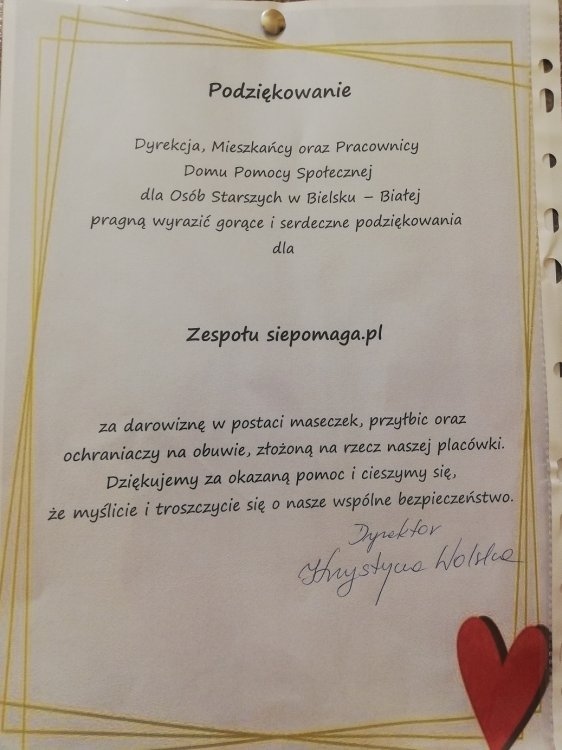 Podziękowanie
Dyrekcja, Mieszkańcy oraz Pracownicy
Domu Pomocy Społecznej
dla Osób Starszych w Bielsku – Białej
pragną wyrazić gorące i serdeczne podziękowania
dla
Zespołu siepomaga.pl
za darowiznę w postaci maseczek, przyłbic oraz
ochraniaczy na obuwie, złożoną na rzecz naszej placówki.
Dziękujemy za okazaną pomoc i cieszymy się,
że myślicie i troszczycie się o nasze wspólne bezpieczeństwo.
Dyrektor
Krystyna Wolska